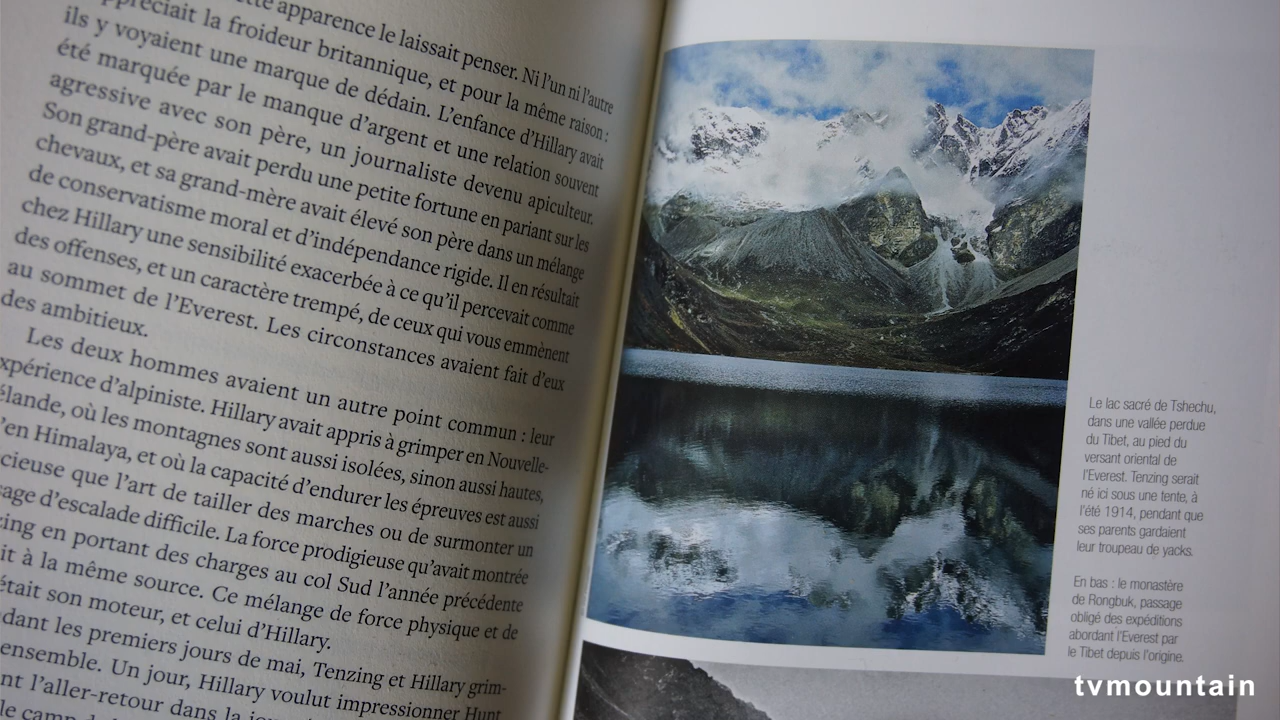 cette apparence le laissait penser. Ni l'un ni l'autre
appréciait la froideur britannique, et pour la même raison :
ils y voyaient une marque de dédain. L'enfance d'Hillary avait
été marquée par le manque d'argent et une relation souvent
agressive avec son père, un journaliste devenu apiculteur.
Son grand-père avait perdu une petite fortune en pariant sur les
chevaux, et sa grand-mère avait élevé son père dans un mélange
de conservatisme moral et d'indépendance rigide. Il en résultait
chez Hillary une sensibilité exacerbée à ce qu'il percevait comme
des offenses, et un caractère trempé, de ceux qui vous emmènent
au sommet de l'Everest. Les circonstances avaient fait d'eux
des ambitieux.
Les deux hommes avaient un autre point commun : leur
xpérience d'alpiniste. Hillary avait appris à grimper en Nouvelle-
élande, où les montagnes sont aussi isolées, sinon aussi hautes,
'en Himalaya, et où la capacité d'endurer les épreuves est aussi
cieuse que l'art de tailler des marches ou de surmonter un
sage d'escalade difficile. La force prodigieuse qu'avait montrée
zing en portant des charges au col Sud l'année précédente
it à la même source. Ce mélange de force physique et de
était son moteur, et celui d'Hillary.
dant les premiers jours de mai, Tenzing et Hillary grim-
ensemble. Un jour, Hillary voulut impressionner Hunt
nt l'aller-retour dans la
le camp
Le lac sacré de Tshechu,
dans une vallée perdue
du Tibet, au pied du
versant oriental de
l'Everest. Tenzing serait
né ici sous une tente, à
l'été 1914, pendant que
ses parents gardaient
leur troupeau de yacks.
En bas : le monastère
de Rongbuk, passage
obligé des expéditions
abordant l'Everest par
le Tibet depuis l'origine.
tvmountain